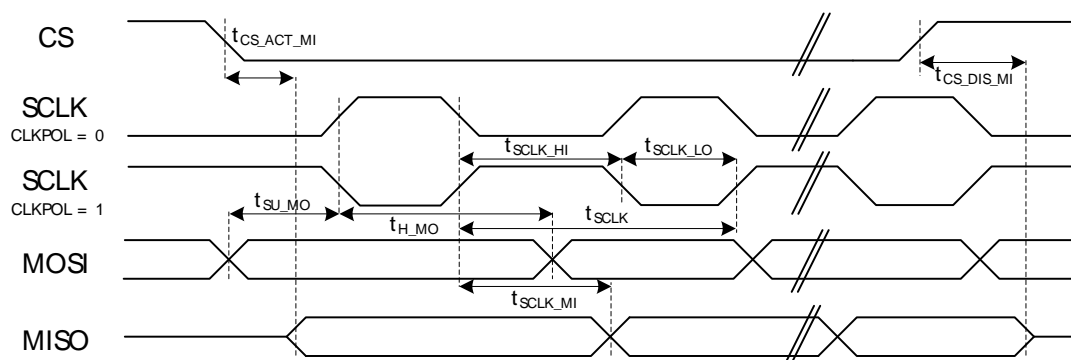 CS
tCS_ACT_MI
tCS_DIS_MI
SCLK
CLKPOL = 0
tSCLK_HI
tSCLK_LO
SCLK
CLKPOL = 1
tSU_MO
tH_MO
tSCLK
MOSI
tSCLK_MI
MISO